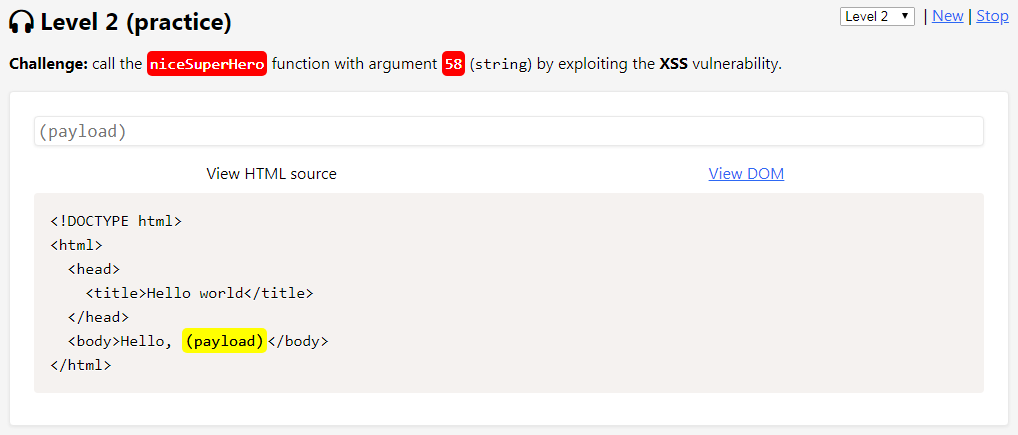 Level 2 (practice)
Level 2 | New | Stop
Challenge: call the niceSuperHero function with argument 58 (string) by exploiting the XSS vulnerability.
(payload)
View HTML source
View DOM
<!DOCTYPE html>
<html>
  <head>
    <title>Hello world</title>
  </head>
  <body>Hello, (payload)</body>
</html>